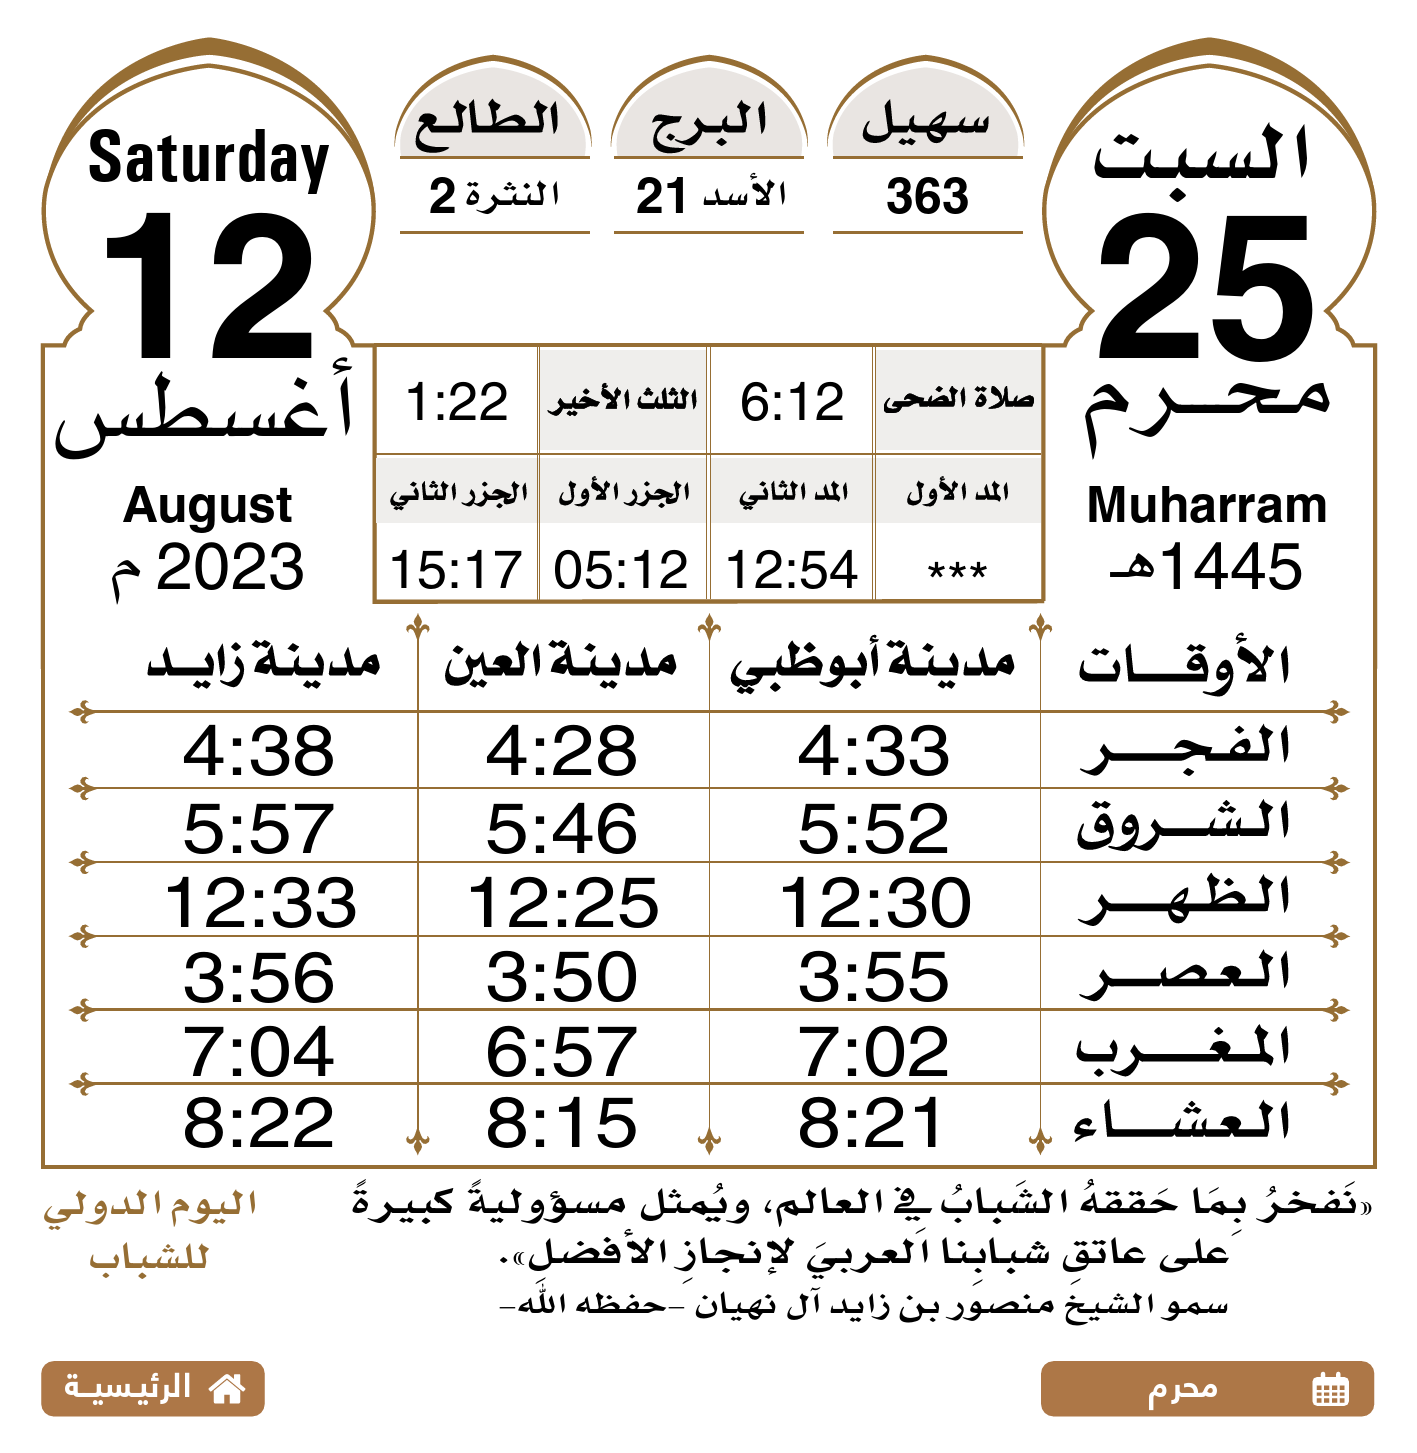 السبت
25
محرم
Muharram
1445هـ
سهيل
363
البرج
الأسد 21
الطالع
النثرة 2
Saturday
12
أغسطس
August
2023 م
صلاة الضحى 6:12 الثلث الأخير 1:22
المد الأول المد الثاني الجزر الأول الجزر الثاني
*** 12:54 05:12 15:17
الأوقات مدينة أبوظبي مدينة العين مدينة زايد
الفجر 4:33 4:28 4:38
الشروق 5:52 5:46 5:57
الظهر 12:30 12:25 12:33
العصر 3:55 3:50 3:56
المغرب 7:02 6:57 7:04
العشاء 8:21 8:15 8:22
«نَفخرُ بِمَا حَققهُ الشَبابُ فِي العالم، ويُمثل مسؤوليةً كبيرةً
على عاتقِ شبابِنا العربيَ لإنجازِ الأفضلِ».
سمو الشيخ منصور بن زايد آل نهيان –حفظه الله–
اليوم الدولي
للشباب
محرم
الرئيسية